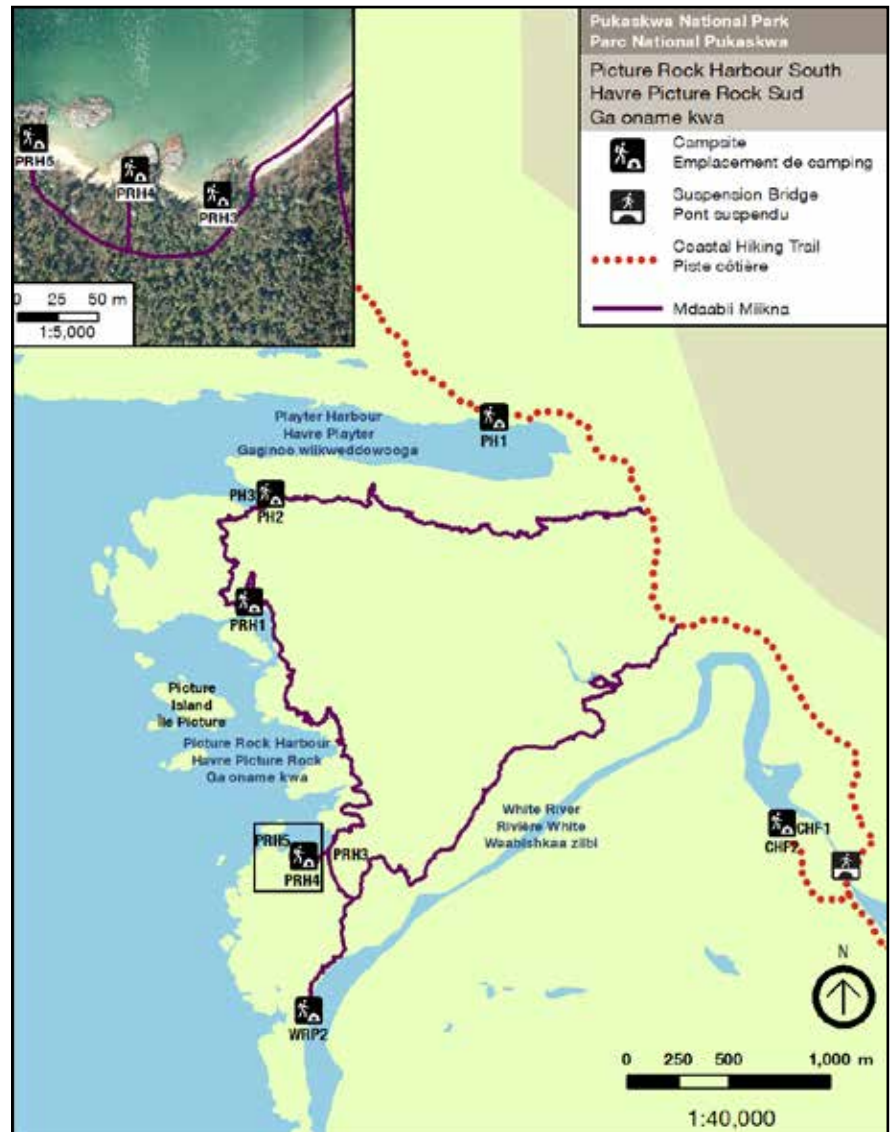 Pukaskwa National Park
Parc National Pukaskwa
Picture Rock Harbour South
Havre Picture Rock Sud
Ga oname kwa
Campsite
Emplacement de camping
Suspension Bridge
Pont suspendu
Coastal Hiking Trail
Piste côtière
Mdaabii Miikna
PRH5
PRH4
PRH3
0 25 50 m
1:5,000
Playter Harbour
Havre Playter
Gaginoo wiikweddowooga
PH1
PH3
PH2
PRH1
Picture
Island
Île Picture
Picture Rock Harbour
Havre Picture Rock
Ga oname kwa
White River
Rivière White
Waabishkaa ziibi
PRH5
PRH3
PRH4
CHF1
CHF2
WRP2
N
0 250 500 1,000 m
1:40,000